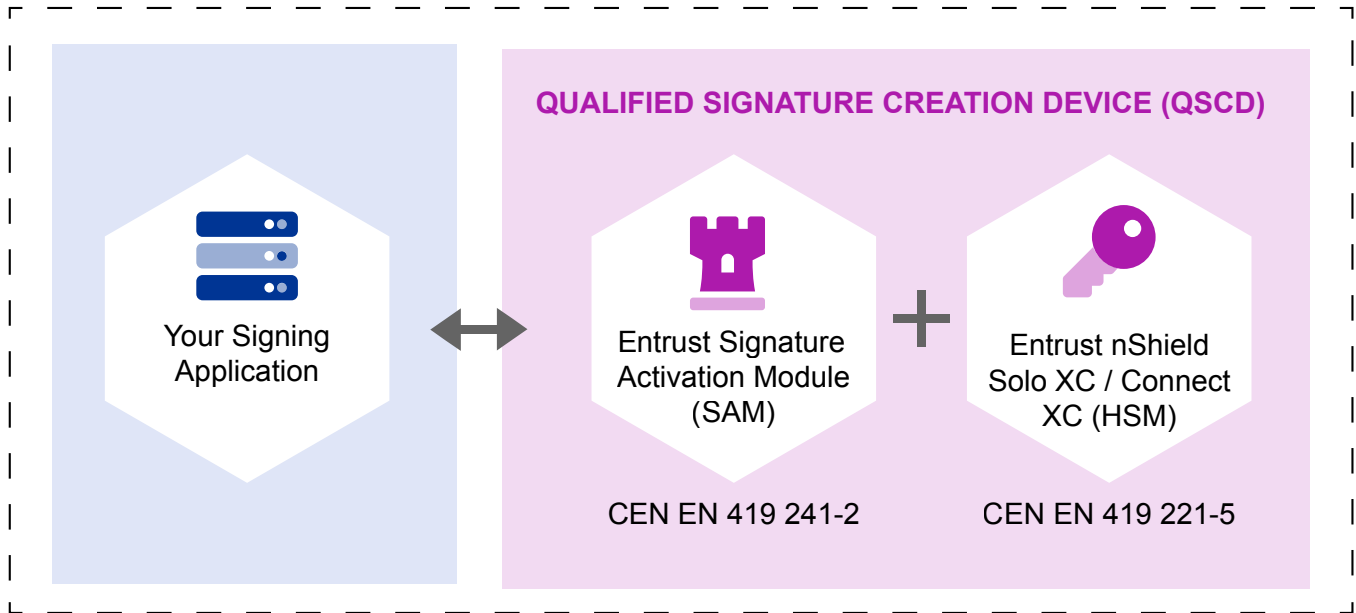 QUALIFIED SIGNATURE CREATION DEVICE (QSCD)
Your Signing
Application
Entrust Signature
Activation Module
(SAM)
Entrust nShield
Solo XC / Connect
XC (HSM)
CEN EN 419 241-2
CEN EN 419 221-5